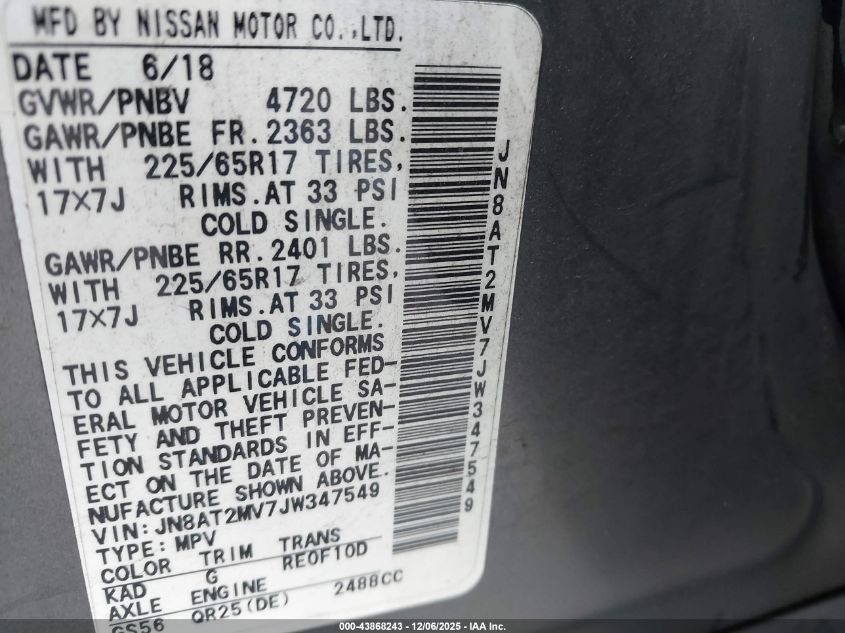 MFD BY NISSAN MOTOR CO.,LTD.
DATE 6/18
GVWR/PNBV 4720 LBS.
GAWR/PNBE FR. 2363 LBS.
WITH 225/65R17 TIRES,
17X7J RIMS. AT 33 PSI
COLD SINGLE.
GAWR/PNBE RR. 2401 LBS.
WITH 225/65R17 TIRES,
17X7J RIMS. AT 33 PSI
COLD SINGLE.
THIS VEHICLE CONFORMS
TO ALL APPLICABLE FED-
ERAL MOTOR VEHICLE SA-
FETY AND THEFT PREVEN-
TION STANDARDS IN EFF-
ECT ON THE DATE OF MA-
NUFACTURE SHOWN ABOVE.
VIN: JN8AT2MV7JW347549
TYPE: MPV
COLOR TRIM TRANS
KAD G RE0F10D
AXLE ENGINE
GS56 QR25(DE) 2488CC
JN8AT2MV7JW347549
000-43868243 - 12/06/2025 - IAA Inc.